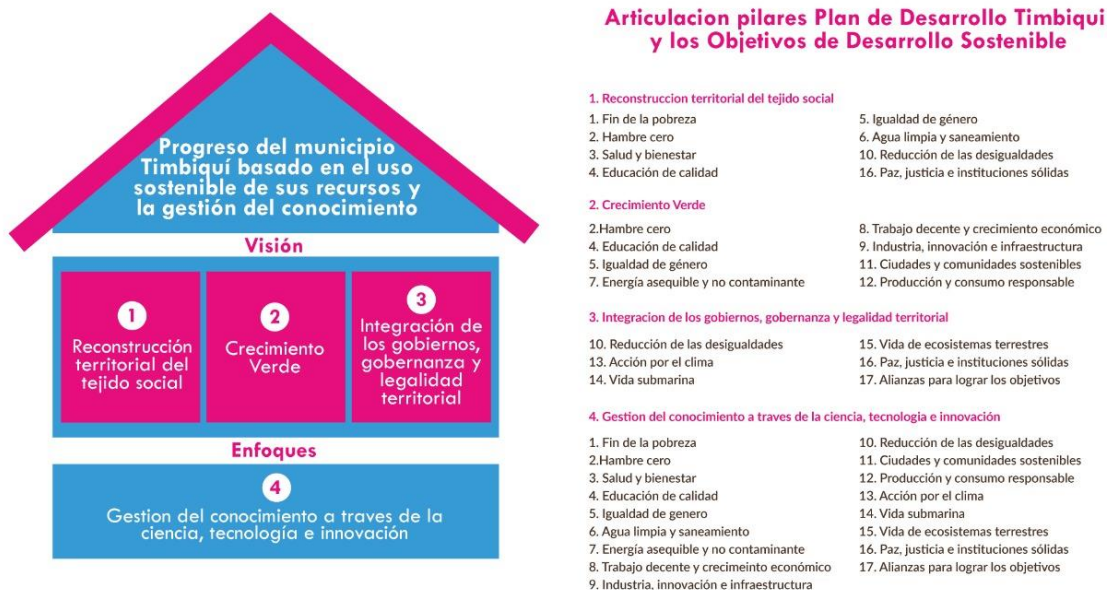 Progreso del municipio
Timbiquí basado en el uso
sostenible de sus recursos y
la gestión del conocimiento
Visión
1
Reconstrucción
territorial del
tejido social
2
Crecimiento
Verde
3
Integración de
los gobiernos,
gobernanza y
legalidad
territorial
Enfoques
4
Gestion del conocimiento a traves de la
ciencia, tecnología e innovación
Articulacion pilares Plan de Desarrollo Timbiqui
y los Objetivos de Desarrollo Sostenible
1. Reconstruccion territorial del tejido social
1. Fin de la pobreza
2. Hambre cero
3. Salud y bienestar
4. Educación de calidad
5. Igualdad de género
6. Agua limpia y saneamiento
10. Reducción de las desigualdades
16. Paz, justicia e instituciones sólidas
2. Crecimiento Verde
2.Hambre cero
4. Educación de calidad
5. Igualdad de género
7. Energía asequible y no contaminante
8. Trabajo decente y crecimiento económico
9. Industria, innovación e infraestructura
11. Ciudades y comunidades sostenibles
12. Producción y consumo responsable
3. Integracion de los gobiernos, gobernanza y legalidad territorial
10. Reducción de las desigualdades
13. Acción por el clima
14. Vida submarina
15. Vida de ecosistemas terrestres
16. Paz, justicia e instituciones sólidas
17. Alianzas para lograr los objetivos
4. Gestion del conocimiento a traves de la ciencia, tecnologia e innovación
1. Fin de la pobreza
2.Hambre cero
3. Salud y bienestar
4. Educación de calidad
5. Igualdad de genero
6. Agua limpia y saneamiento
7. Energía asequible y no contaminante
8. Trabajo decente y crecimeinto económico
9. Industria, innovación e infraestructura
10. Reducción de las desigualdades
11. Ciudades y comunidades sostenibles
12. Producción y consumo responsable
13. Acción por el clima
14. Vida submarina
15. Vida de ecosistemas terrestres
16. Paz, justicia e instituciones sólidas
17. Alianzas para lograr los objetivos